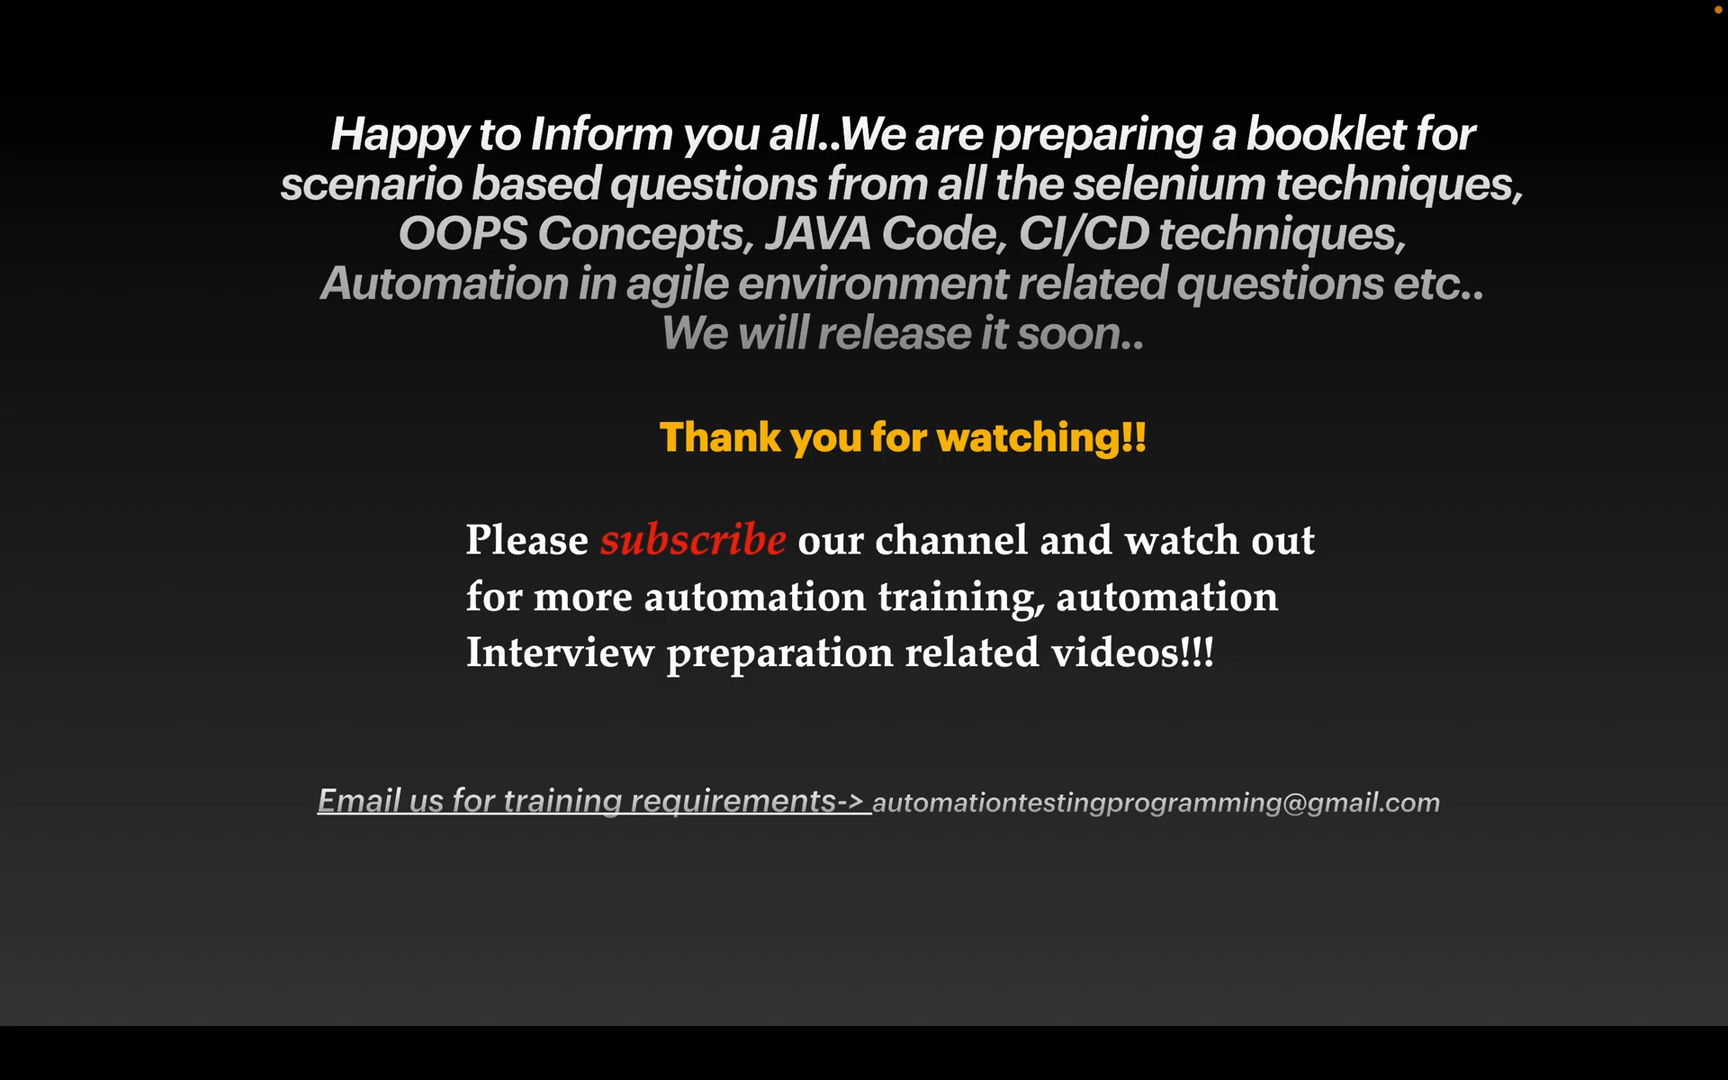 Happy to Inform you all..We are preparing a booklet for
scenario based questions from all the selenium techniques,
OOPS Concepts, JAVA Code, CI/CD techniques,
Automation in agile environment related questions etc..
We will release it soon..
Thank you for watching!!
Please subscribe our channel and watch out
for more automation training, automation
Interview preparation related videos!!!
Email us for training requirements-> automationtestingprogramming@gmail.com